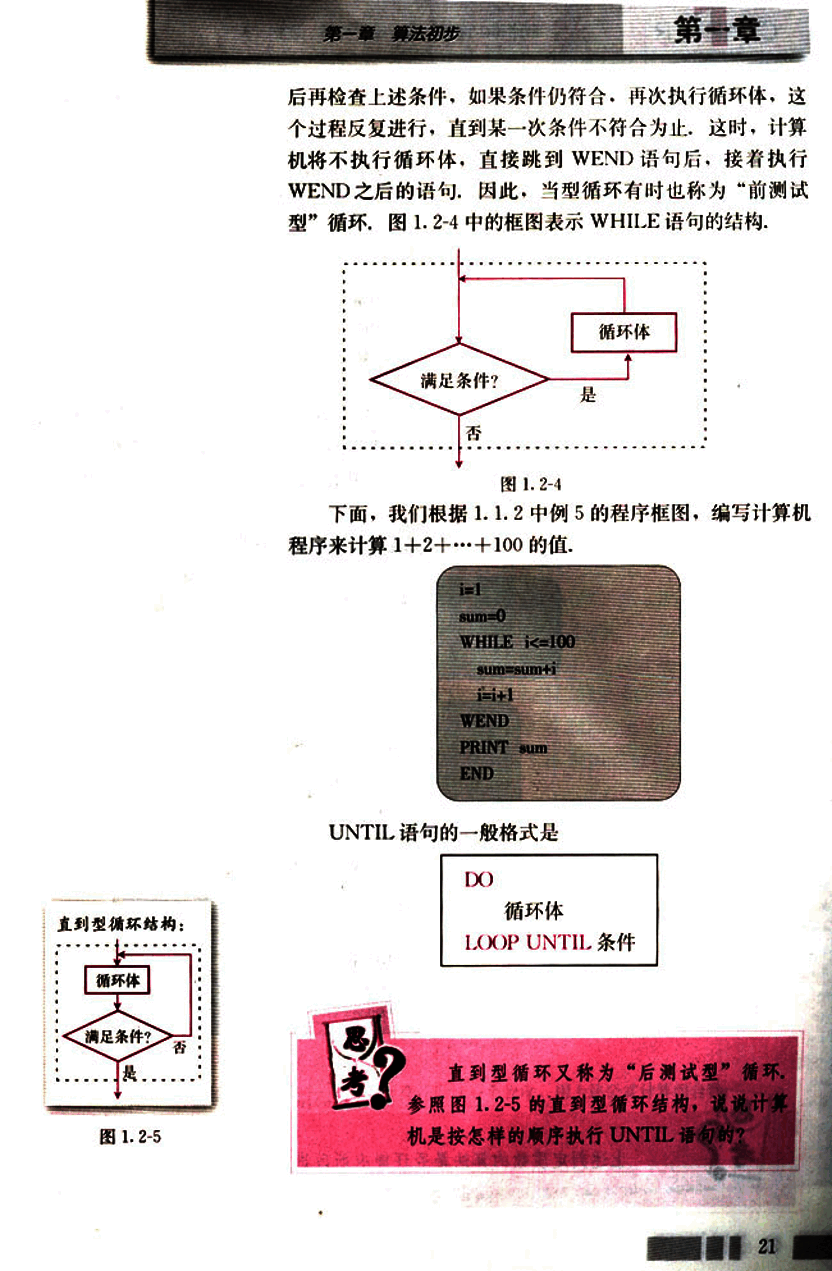 第一章 算法初步
第一章
后再检查上述条件，如果条件仍符合，再次执行循环体，这
个过程反复进行，直到某一次条件不符合为止．这时，计算
机将不执行循环体，直接跳到 WEND 语句后，接着执行
WEND 之后的语句．因此，当型循环有时也称为“前测试
型”循环．图 1.2-4 中的框图表示 WHILE 语句的结构．
循环体
满足条件？
是
否
图 1.2-4
下面，我们根据 1.1.2 中例 5 的程序框图，编写计算机
程序来计算 1+2+…+100 的值．
i=1
sum=0
WHILE i<=100
sum=sum+i
i=i+1
WEND
PRINT sum
END
UNTIL 语句的一般格式是
DO
循环体
LOOP UNTIL 条件
直到型循环结构：
循环体
满足条件？
否
是
图 1.2-5
思考？
直到型循环又称为“后测试型”循环．
参照图 1.2-5 的直到型循环结构，说说计算
机是按怎样的顺序执行 UNTIL 语句的？
21